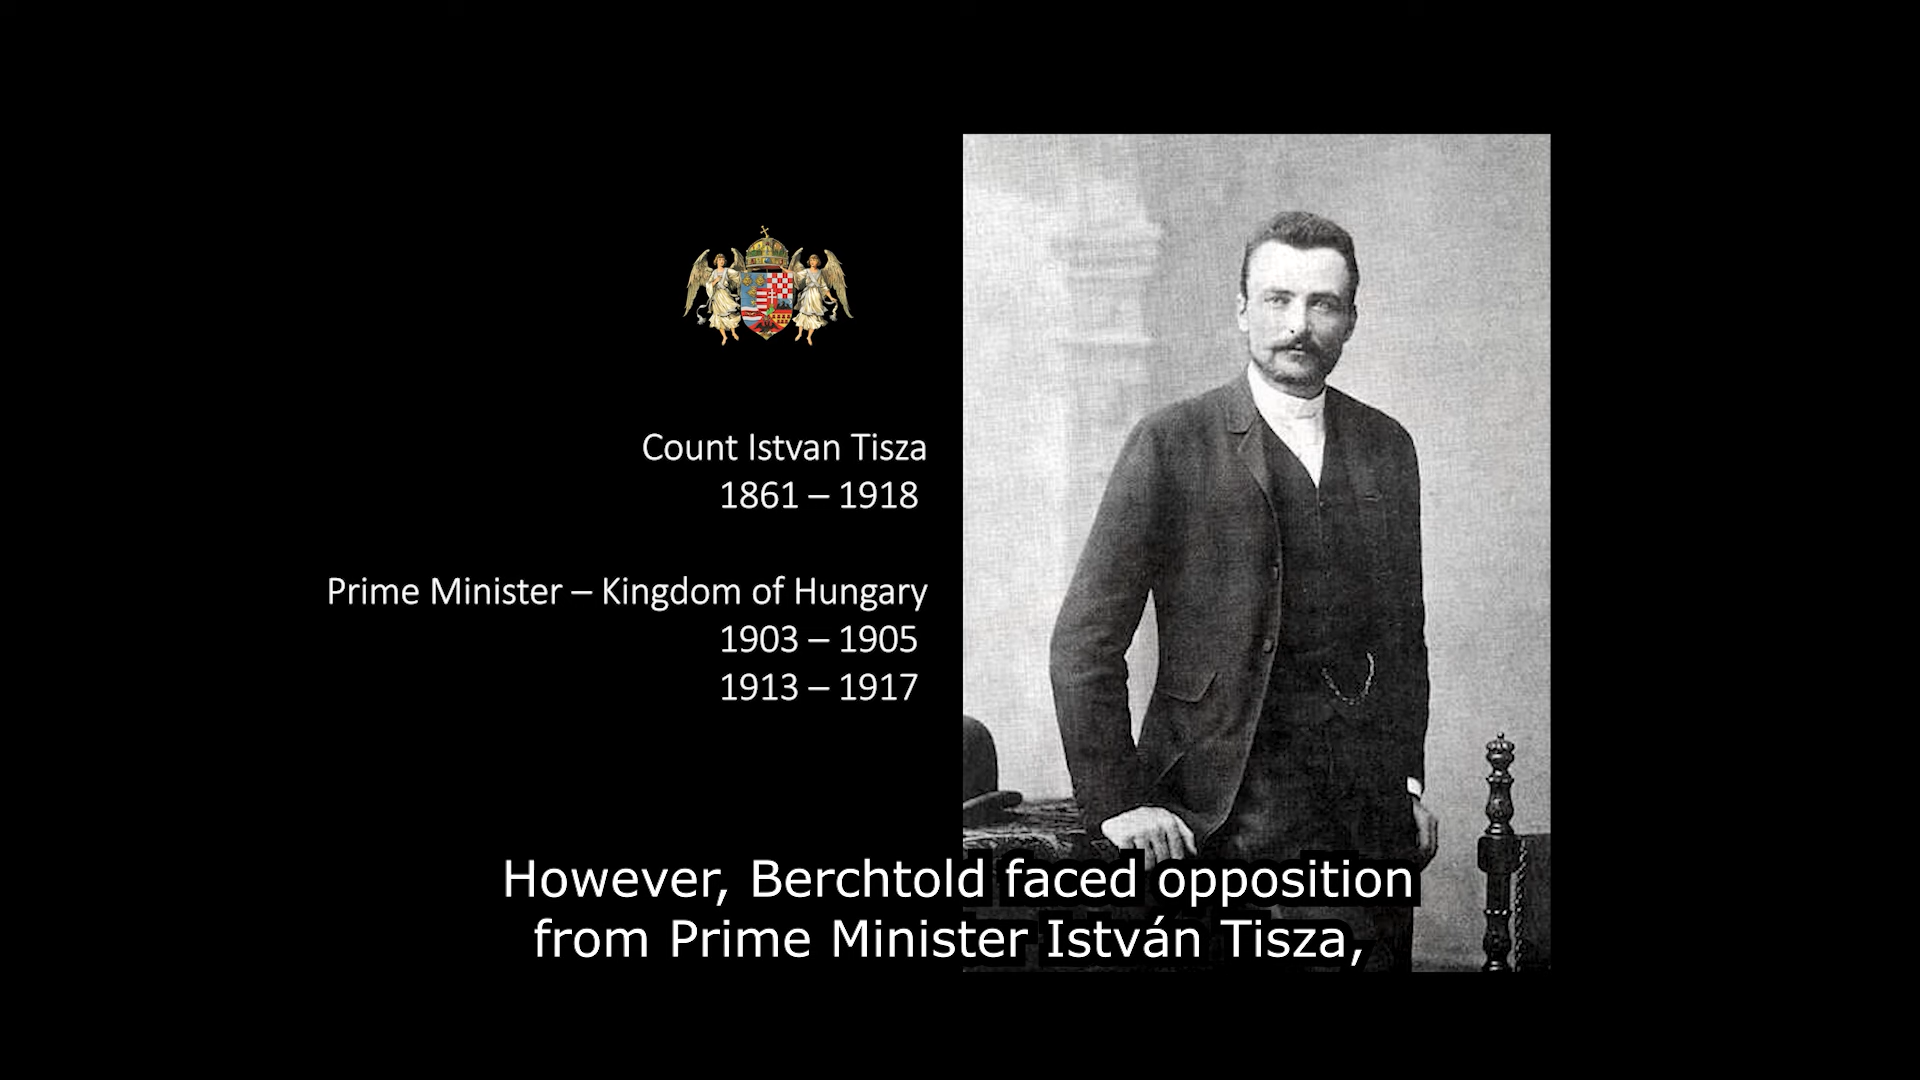 Count Istvan Tisza
1861 – 1918
Prime Minister – Kingdom of Hungary
1903 – 1905
1913 – 1917
However, Berchtold faced opposition
from Prime Minister István Tisza,